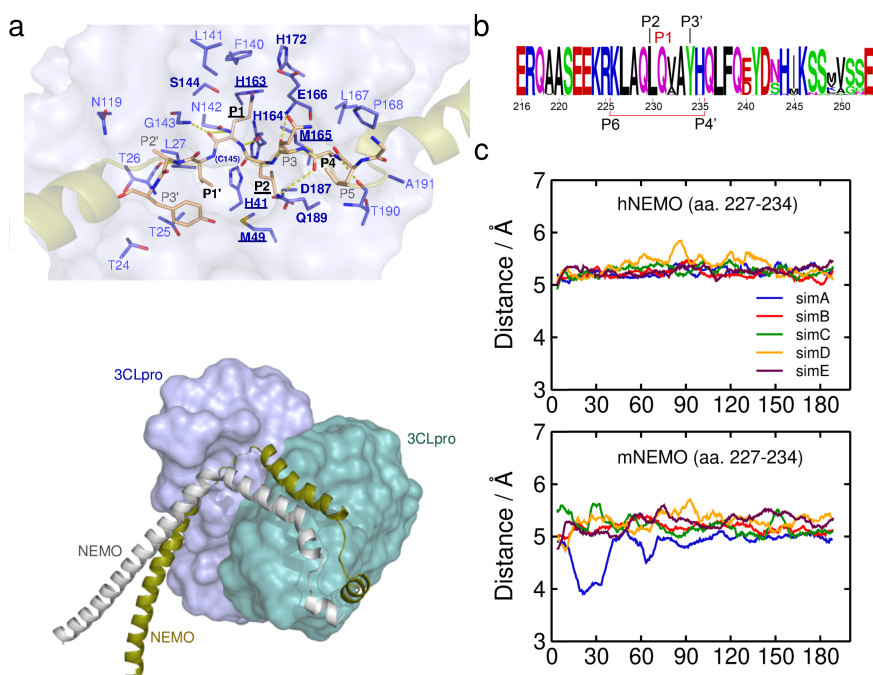 a
L141
F140
H172
S144
H163
E166
L167
P168
N119
N142
P1
H164
G143
M165
P2'
L27
(C145)
P3
P4
T26
P5
A191
P3'
P1'
P2
D187
H41
T190
T25
Q189
M49
T24
3CLpro
3CLpro
NEMO
NEMO
b
P2 P3'
P1
ERQAASEEKRKLAQLQVAYHQLFQEYDNHIKSSMVSSE
216 220 225 230 235 240 245 250
P6 P4'
c
7
hNEMO (aa. 227-234)
6
5
4
3
Distance / Å
simA
simB
simC
simD
simE
0 30 60 90 120 150 180
7
mNEMO (aa. 227-234)
6
5
4
3
Distance / Å
0 30 60 90 120 150 180